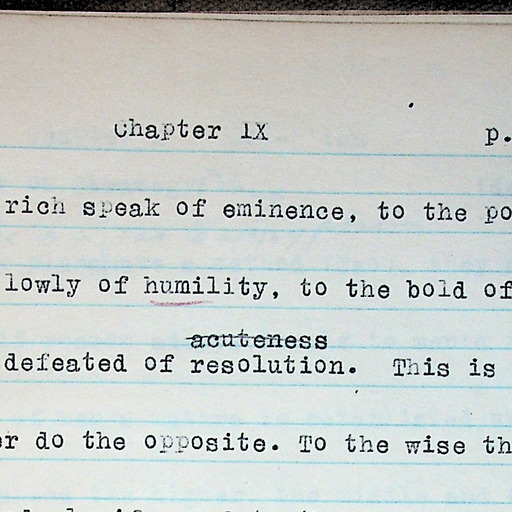 Chapter IX p.
rich speak of eminence, to the po
lowly of humility, to the bold of
acuteness
defeated of resolution. This is
er do the opposite. To the wise th